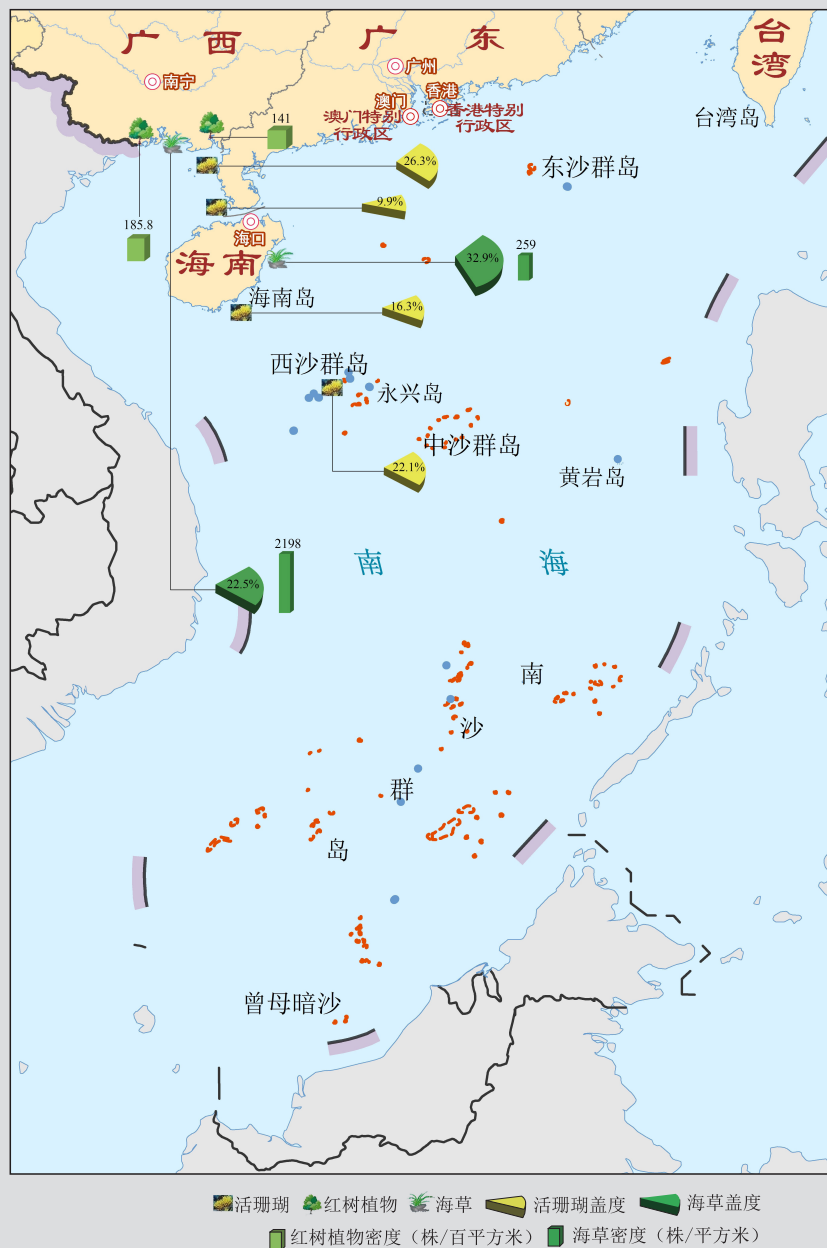 广 西
广 东
台湾
广州
南宁
香港
澳门
澳门特别
行政区
香港特别
行政区
台湾岛
141
26.3%
东沙群岛
9.9%
185.8
海口
海南
259
32.9%
海南岛
16.3%
西沙群岛
永兴岛
中沙群岛
22.1%
黄岩岛
2198
南 海
22.5%
南
沙
群
岛
曾母暗沙
活珊瑚 红树植物 海草 活珊瑚盖度 海草盖度
红树植物密度（株/百平方米） 海草密度（株/平方米）